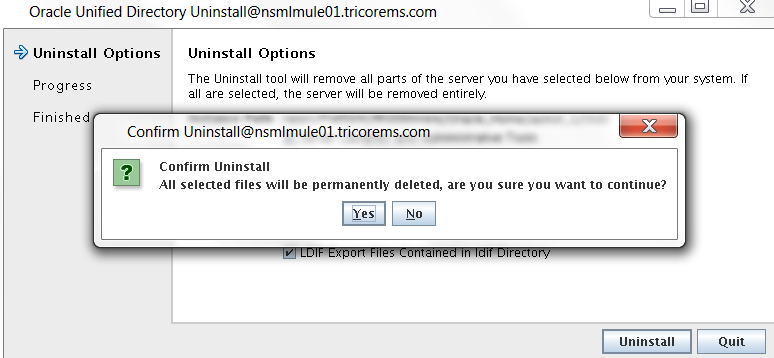 Oracle Unified Directory Uninstall@nsmlmule01.tricorems.com
Uninstall Options
Progress
Finished
Uninstall Options
The Uninstall tool will remove all parts of the server you have selected below from your system. If
all are selected, the server will be removed entirely.
Confirm Uninstall@nsmlmule01.tricorems.com
Confirm Uninstall
All selected files will be permanently deleted, are you sure you want to continue?
Yes
No
LDIF Export Files Contained in ldif Directory
Uninstall
Quit